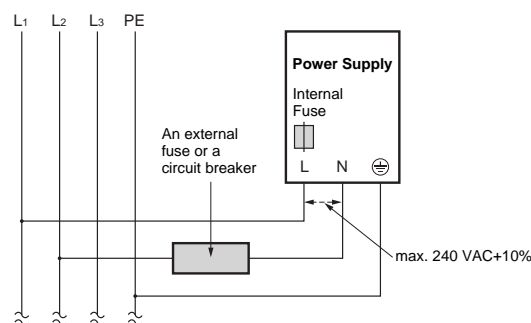 L1 L2 L3 PE
Power Supply
Internal
Fuse
An external
fuse or a
circuit breaker
L N
max. 240 VAC+10%